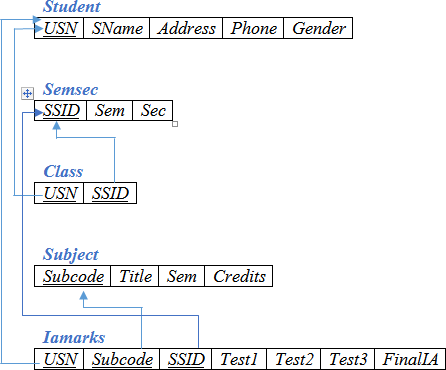 Student
USN SName Address Phone Gender
Semsec
SSID Sem Sec
Class
USN SSID
Subject
Subcode Title Sem Credits
Iamarks
USN Subcode SSID Test1 Test2 Test3 FinalIA